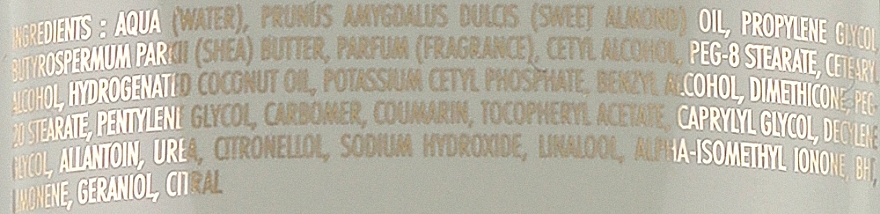 INGREDIENTS : AQUA (WATER), PRUNUS AMYGDALUS DULCIS (SWEET ALMOND) OIL, PROPYLENE GLYCOL,
BUTYROSPERMUM PARKII (SHEA) BUTTER, PARFUM (FRAGRANCE), CETYL ALCOHOL, PEG-8 STEARATE, CETEARYL
ALCOHOL, HYDROGENATED COCONUT OIL, POTASSIUM CETYL PHOSPHATE, BENZYL ALCOHOL, DIMETHICONE, PEG-
20 STEARATE, PENTYLENE GLYCOL, CARBOMER, COUMARIN, TOCOPHERYL ACETATE, CAPRYLYL GLYCOL, DECYLENE
GLYCOL, ALLANTOIN, UREA, CITRONELLOL, SODIUM HYDROXIDE, LINALOOL, ALPHA-ISOMETHYL IONONE, BHT,
LIMONENE, GERANIOL, CITRAL